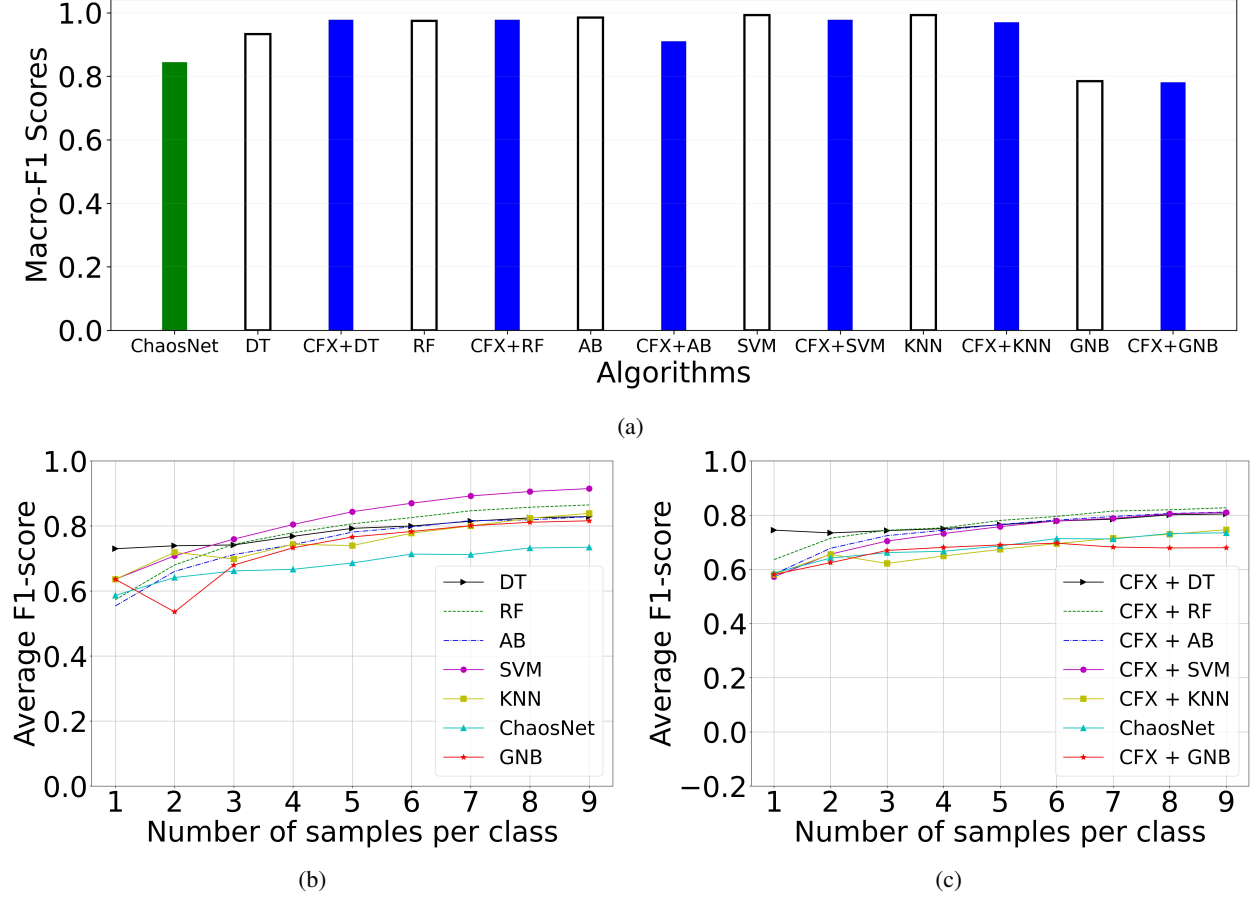 Macro-F1 Scores
1.0
0.8
0.6
0.4
0.2
0.0
ChaosNet DT CFX+DT RF CFX+RF AB CFX+AB SVM CFX+SVM KNN CFX+KNN GNB CFX+GNB
Algorithms
(a)
Average F1-score
1.0
0.8
0.6
0.4
0.2
0.0
DT
RF
AB
SVM
KNN
ChaosNet
GNB
1 2 3 4 5 6 7 8 9
Number of samples per class
(b)
Average F1-score
1.0
0.8
0.6
0.4
0.2
0.0
−0.2
CFX + DT
CFX + RF
CFX + AB
CFX + SVM
CFX + KNN
ChaosNet
CFX + GNB
1 2 3 4 5 6 7 8 9
Number of samples per class
(c)